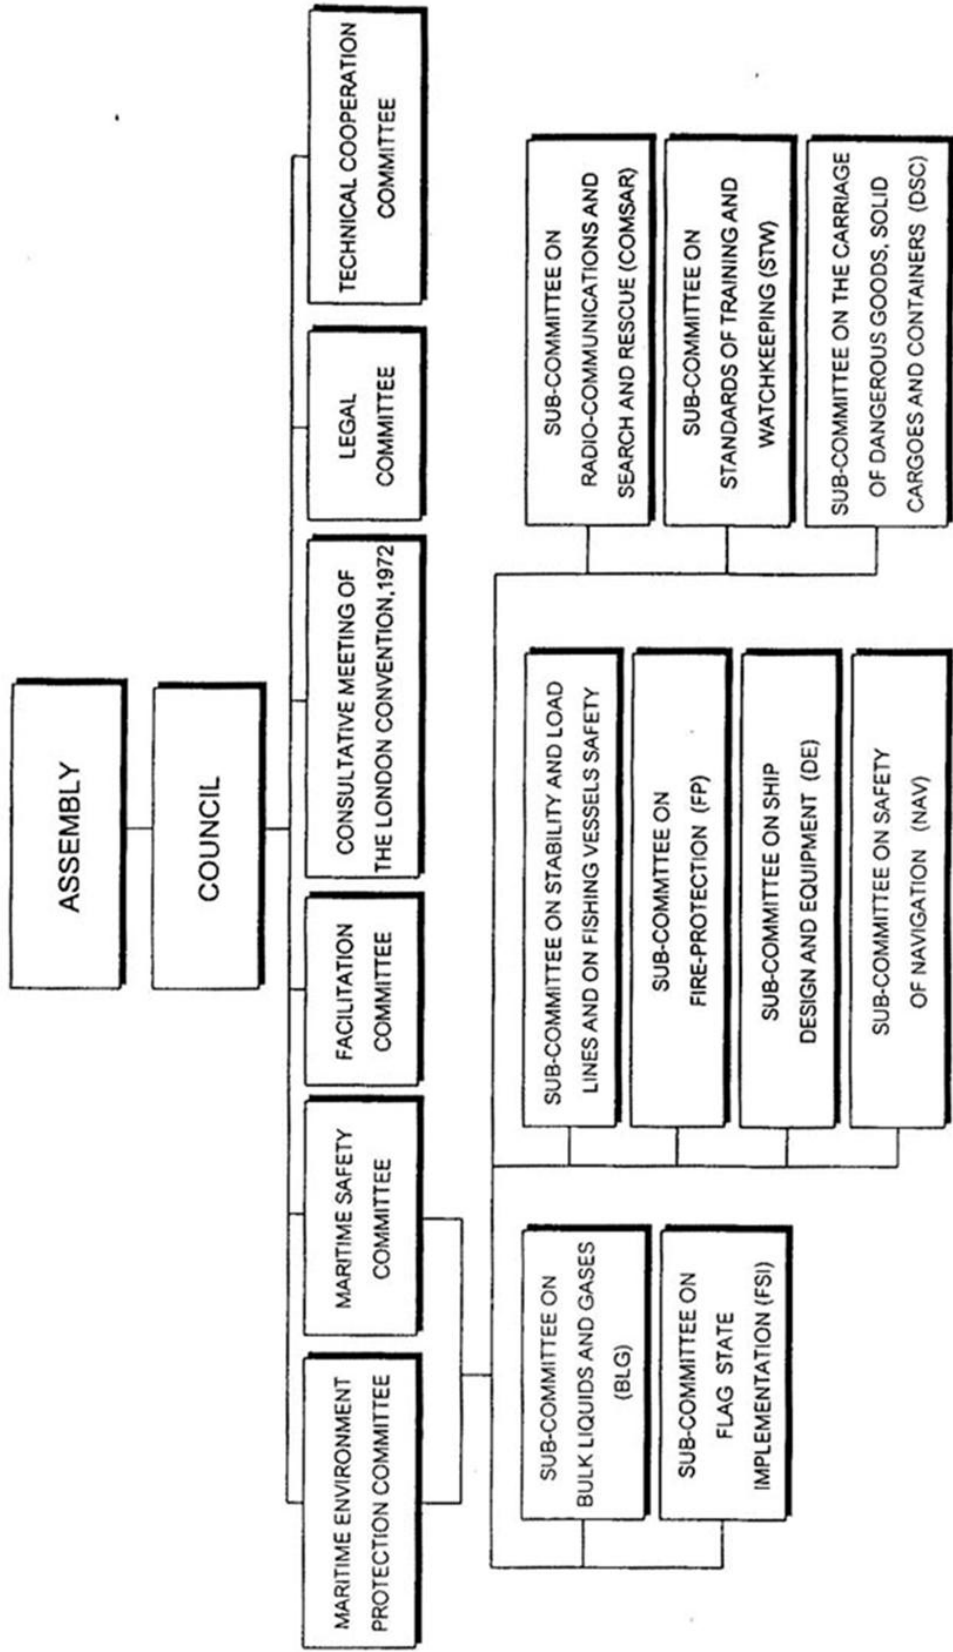 ASSEMBLY
COUNCIL
MARITIME ENVIRONMENT
PROTECTION COMMITTEE
MARITIME SAFETY
COMMITTEE
FACILITATION
COMMITTEE
CONSULTATIVE MEETING OF
THE LONDON CONVENTION,1972
LEGAL
COMMITTEE
TECHNICAL COOPERATION
COMMITTEE
SUB-COMMITTEE ON
BULK LIQUIDS AND GASES
(BLG)
SUB-COMMITTEE ON
FLAG STATE
IMPLEMENTATION (FSI)
SUB-COMMITTEE ON STABILITY AND LOAD
LINES AND ON FISHING VESSELS SAFETY
SUB-COMMITTEE ON
FIRE-PROTECTION (FP)
SUB-COMMITTEE ON SHIP
DESIGN AND EQUIPMENT (DE)
SUB-COMMITTEE ON SAFETY
OF NAVIGATION (NAV)
SUB-COMMITTEE ON
RADIO-COMMUNICATIONS AND
SEARCH AND RESCUE (COMSAR)
SUB-COMMITTEE ON
STANDARDS OF TRAINING AND
WATCHKEEPING (STW)
SUB-COMMITTEE ON THE CARRIAGE
OF DANGEROUS GOODS, SOLID
CARGOES AND CONTAINERS (DSC)